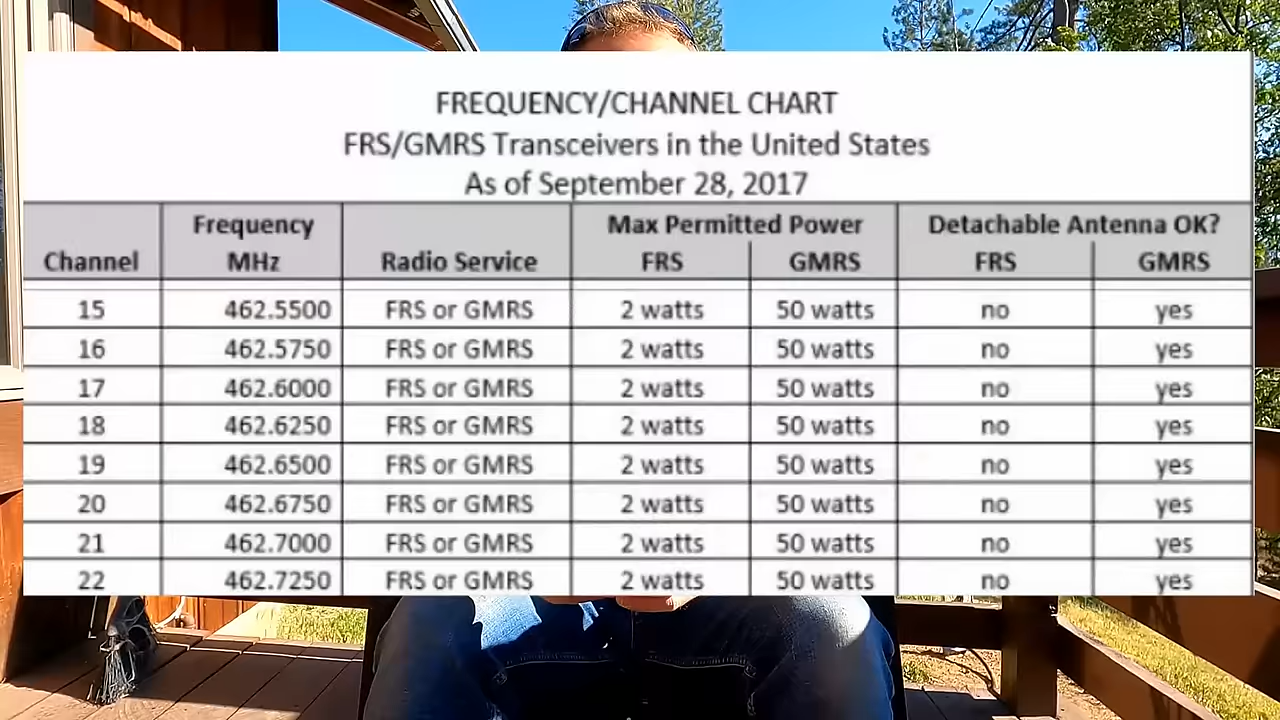 FREQUENCY/CHANNEL CHART
FRS/GMRS Transceivers in the United States
As of September 28, 2017
Frequency Max Permitted Power Detachable Antenna OK?
Channel MHz Radio Service FRS GMRS FRS GMRS
15 462.5500 FRS or GMRS 2 watts 50 watts no yes
16 462.5750 FRS or GMRS 2 watts 50 watts no yes
17 462.6000 FRS or GMRS 2 watts 50 watts no yes
18 462.6250 FRS or GMRS 2 watts 50 watts no yes
19 462.6500 FRS or GMRS 2 watts 50 watts no yes
20 462.6750 FRS or GMRS 2 watts 50 watts no yes
21 462.7000 FRS or GMRS 2 watts 50 watts no yes
22 462.7250 FRS or GMRS 2 watts 50 watts no yes